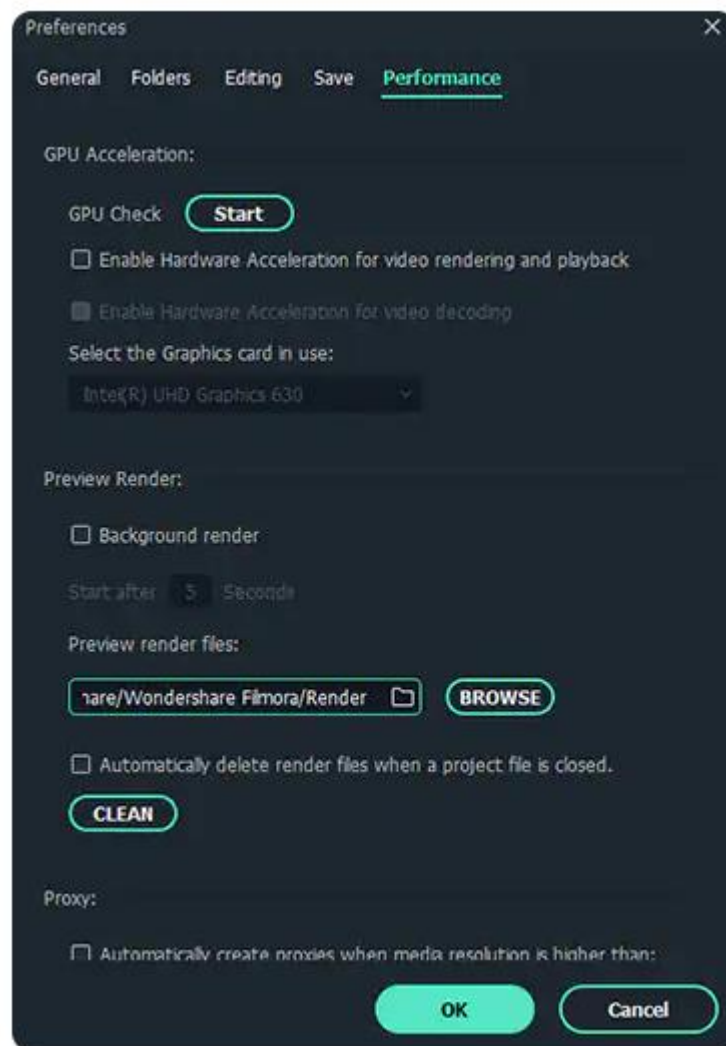 Preferences
General Folders Editing Save Performance
GPU Acceleration:
GPU Check Start
Enable Hardware Acceleration for video rendering and playback
Enable Hardware Acceleration for video decoding
Select the Graphics card in use:
Intel(R) UHD Graphics 630
Preview Render:
Background render
Start after 5 Seconds
Preview render files:
hare/Wondershare Filmora/Render BROWSE
Automatically delete render files when a project file is closed.
CLEAN
Proxy:
Automatically create proxies when media resolution is higher than:
OK Cancel